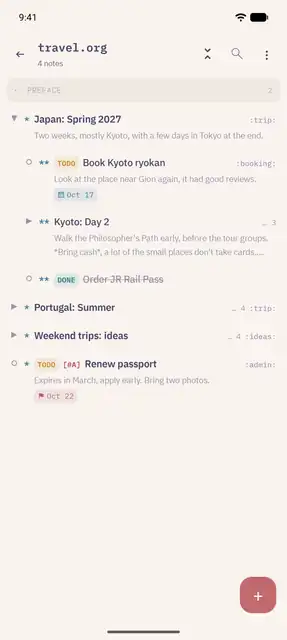 9:41
travel.org
4 notes
PREFACE 2
* Japan: Spring 2027 :trip:
Two weeks, mostly Kyoto, with a few days in Tokyo at the end.
** TODO Book Kyoto ryokan :booking:
Look at the place near Gion again, it had good reviews.
Oct 17
** Kyoto: Day 2 … 3
Walk the Philosopher's Path early, before the tour groups.
*Bring cash*, a lot of the small places don't take cards.…
** DONE Order JR Rail Pass
* Portugal: Summer … 4 :trip:
* Weekend trips: ideas … 4 :ideas:
* TODO [#A] Renew passport :admin:
Expires in March, apply early. Bring two photos.
Oct 22